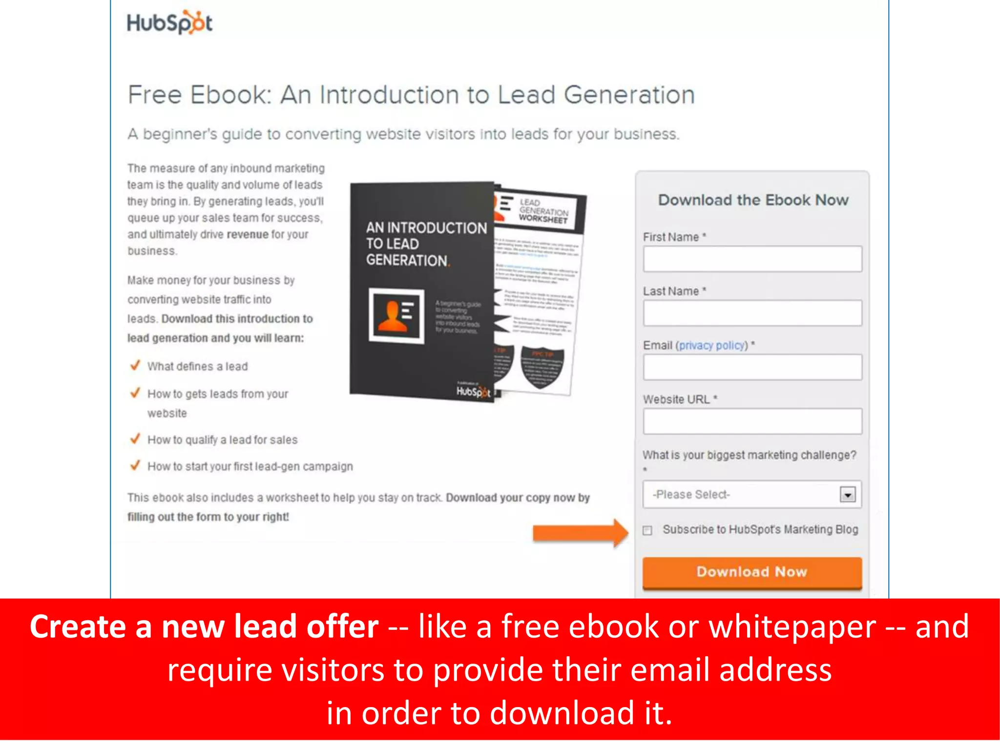 HubSpot
Free Ebook: An Introduction to Lead Generation
A beginner's guide to converting website visitors into leads for your business.
The measure of any inbound marketing
team is the quality and volume of leads
they bring in. By generating leads, you'll
queue up your sales team for success,
and ultimately drive revenue for your
business.
Make money for your business by
converting website traffic into
leads. Download this introduction to
lead generation and you will learn:
✓ What defines a lead
✓ How to gets leads from your
website
✓ How to qualify a lead for sales
✓ How to start your first lead-gen campaign
This ebook also includes a worksheet to help you stay on track. Download your copy now by
filling out the form to your right!
AN INTRODUCTION
TO LEAD
GENERATION.
A beginner's guide
to converting
website visitors
into inbound leads
for your business.
A publication of
HubSpot
LEAD
GENERATION
WORKSHEET
TIP
PPC TIP
Download the Ebook Now
First Name *
Last Name *
Email (privacy policy) *
Website URL *
What is your biggest marketing challenge?
*
-Please Select-
Subscribe to HubSpot's Marketing Blog
Download Now
Create a new lead offer -- like a free ebook or whitepaper -- and
require visitors to provide their email address
in order to download it.